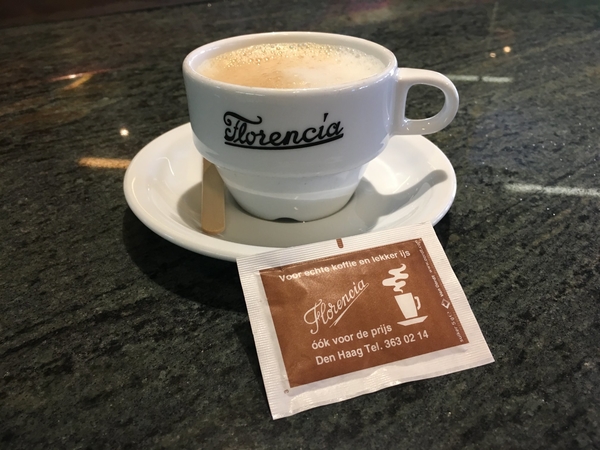 Florencia
Voor echte koffie en lekker ijs
Florencia
óók voor de prijs
Den Haag Tel. 363 02 14